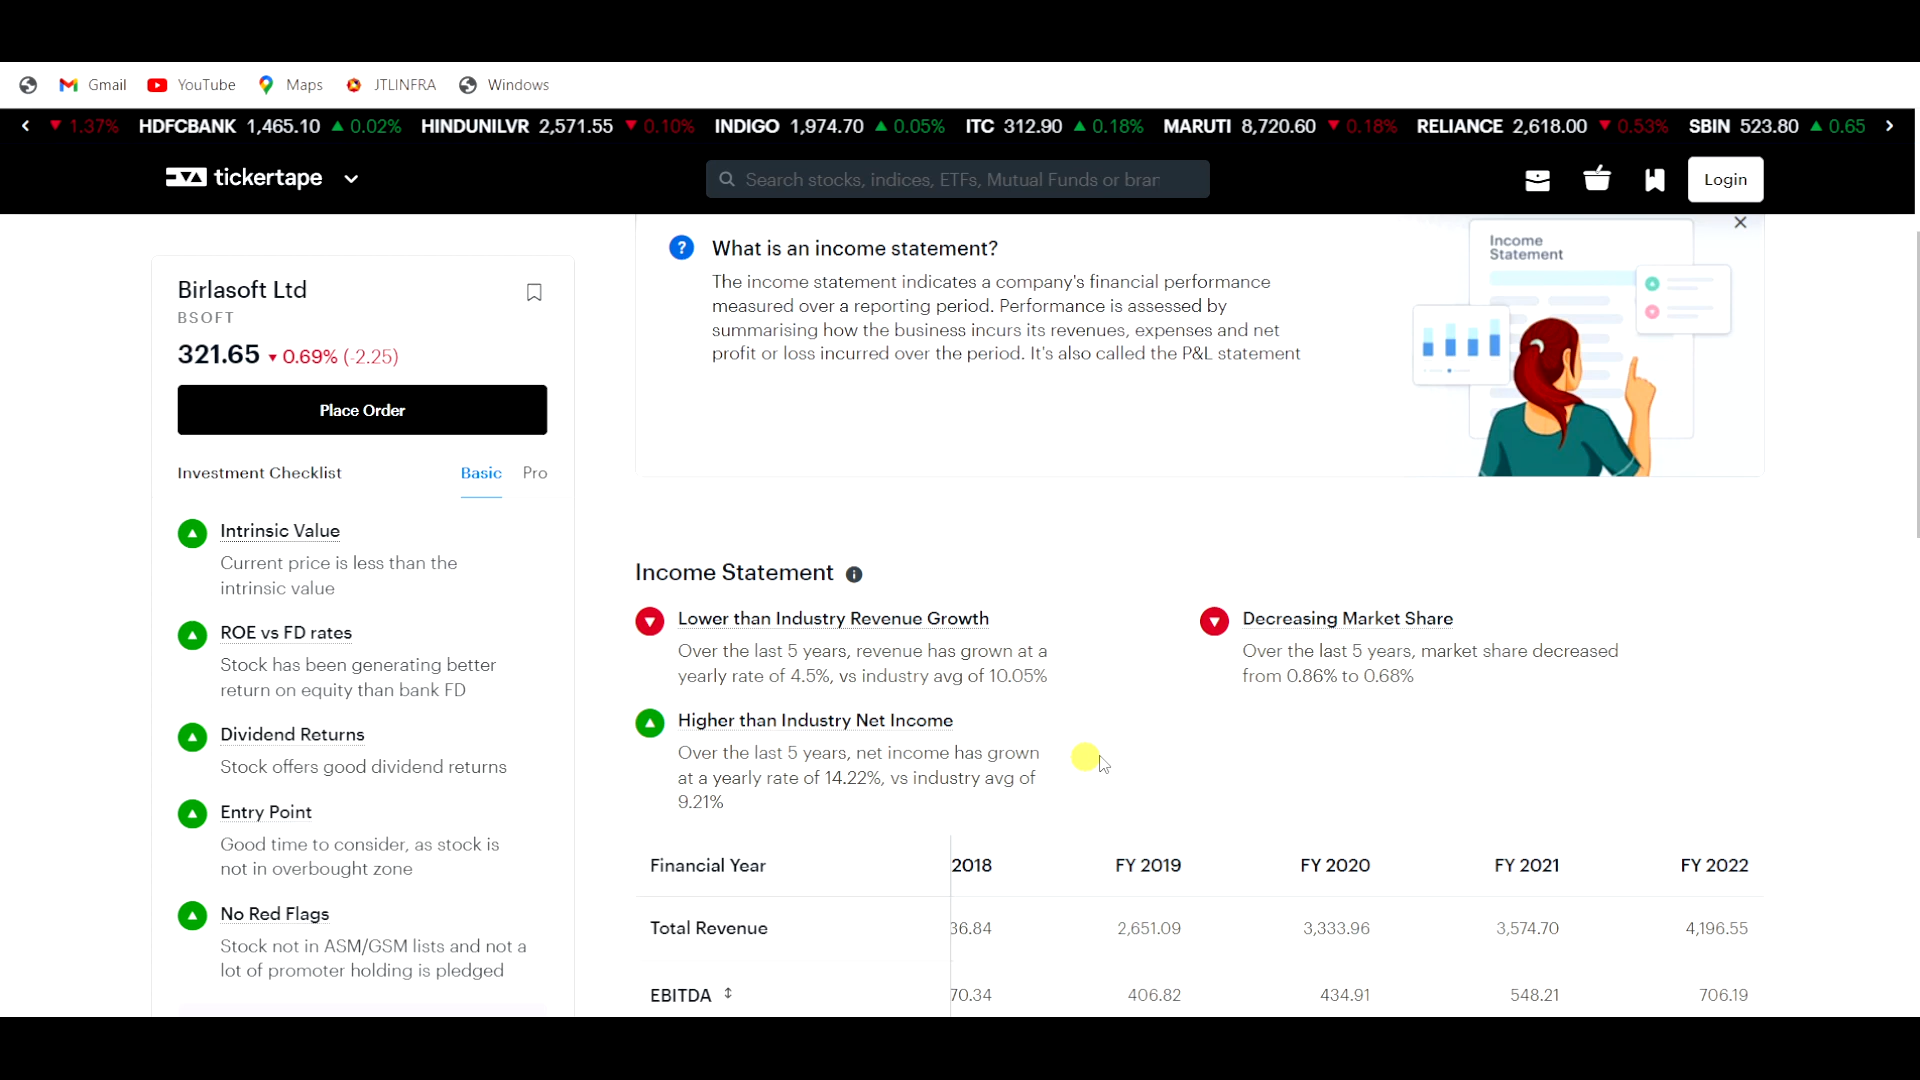 Gmail YouTube Maps JTLINFRA Windows
1.37% HDFCBANK 1,465.10 0.02% HINDUNILVR 2,571.55 0.10% INDIGO 1,974.70 0.05% ITC 312.90 0.18% MARUTI 8,720.60 0.18% RELIANCE 2,618.00 0.53% SBIN 523.80 0.65
tickertape
Search stocks, indices, ETFs, Mutual Funds or brar
Login
Birlasoft Ltd
BSOFT
321.65 0.69% (-2.25)
Place Order
Investment Checklist Basic Pro
Intrinsic Value
Current price is less than the
intrinsic value
ROE vs FD rates
Stock has been generating better
return on equity than bank FD
Dividend Returns
Stock offers good dividend returns
Entry Point
Good time to consider, as stock is
not in overbought zone
No Red Flags
Stock not in ASM/GSM lists and not a
lot of promoter holding is pledged
What is an income statement?
The income statement indicates a company's financial performance
measured over a reporting period. Performance is assessed by
summarising how the business incurs its revenues, expenses and net
profit or loss incurred over the period. It's also called the P&L statement
Income
Statement
Income Statement
Lower than Industry Revenue Growth
Over the last 5 years, revenue has grown at a
yearly rate of 4.5%, vs industry avg of 10.05%
Decreasing Market Share
Over the last 5 years, market share decreased
from 0.86% to 0.68%
Higher than Industry Net Income
Over the last 5 years, net income has grown
at a yearly rate of 14.22%, vs industry avg of
9.21%
Financial Year 2018 FY 2019 FY 2020 FY 2021 FY 2022
Total Revenue 36.84 2,651.09 3,333.96 3,574.70 4,196.55
EBITDA 70.34 406.82 434.91 548.21 706.19